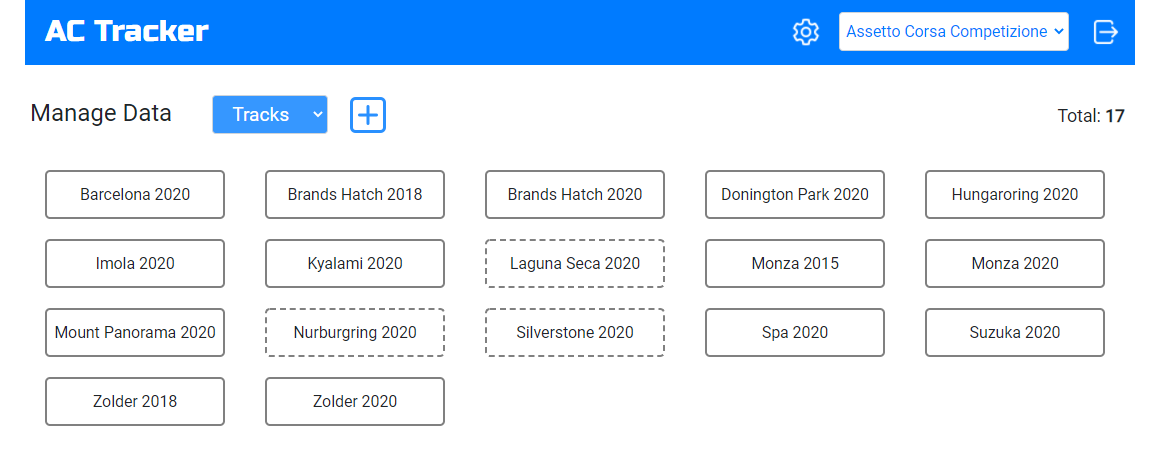 AC Tracker
Assetto Corsa Competizione
Manage Data
Tracks
Total: 17
Barcelona 2020
Brands Hatch 2018
Brands Hatch 2020
Donington Park 2020
Hungaroring 2020
Imola 2020
Kyalami 2020
Laguna Seca 2020
Monza 2015
Monza 2020
Mount Panorama 2020
Nurburgring 2020
Silverstone 2020
Spa 2020
Suzuka 2020
Zolder 2018
Zolder 2020